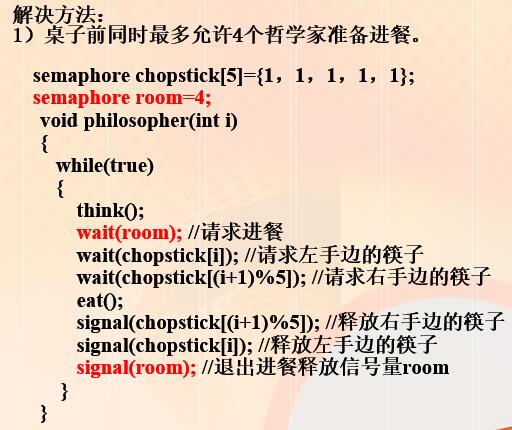 解决方法：
1）桌子前同时最多允许4个哲学家准备进餐。
semaphore chopstick[5]={1，1，1，1，1};
semaphore room=4;
void philosopher(int i)
{
while(true)
{
think();
wait(room); //请求进餐
wait(chopstick[i]); //请求左手边的筷子
wait(chopstick[(i+1)%5]); //请求右手边的筷子
eat();
signal(chopstick[(i+1)%5]); //释放右手边的筷子
signal(chopstick[i]); //释放左手边的筷子
signal(room); //退出进餐释放信号量room
}
}